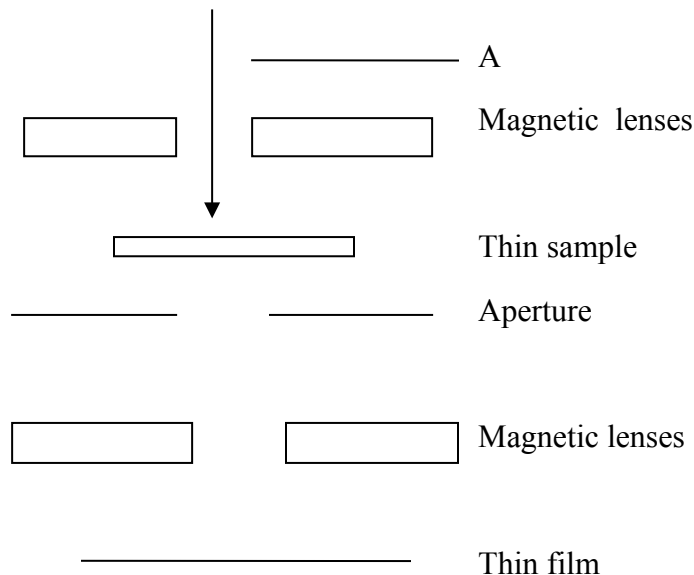 A
Magnetic lenses
Thin sample
Aperture
Magnetic lenses
Thin film